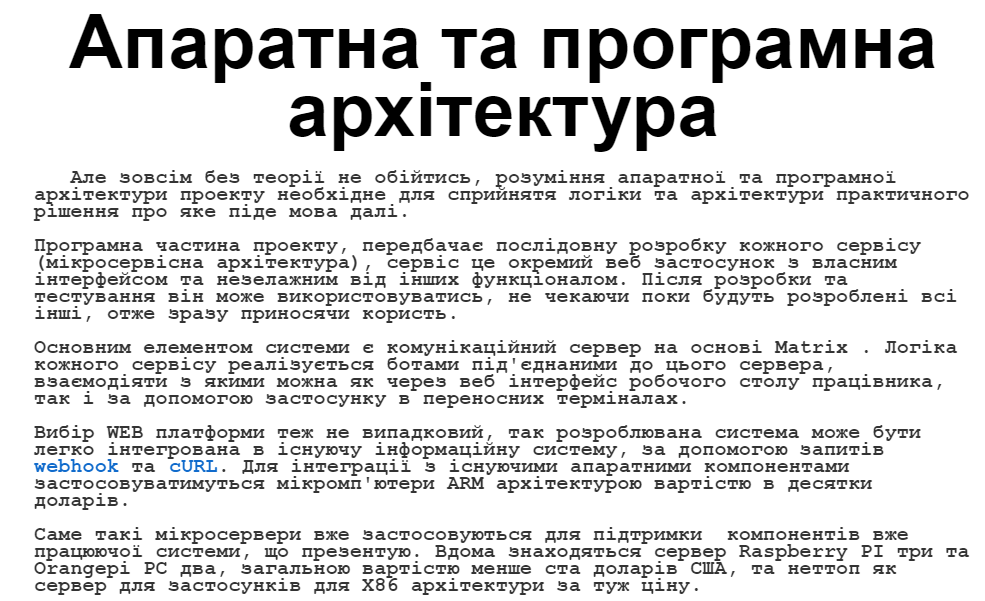 Апаратна та програмна
архітектура
Але зовсім без теорії не обійтись, розуміння апаратної та програмної
архітектури проекту необхідне для сприйнятя логіки та архітектури практичного
рішення про яке піде мова далі.
Програмна частина проекту, передбачає послідовну розробку кожного сервісу
(мікросервісна архітектура), сервіс це окремий веб застосунок з власним
інтерфейсом та незелажним від інших функціоналом. Після розробки та
тестування він може використовуватись, не чекаючи поки будуть розроблені всі
інші, отже зразу приносячи користь.
Основним елементом системи є комунікаційний сервер на основі Matrix . Логіка
кожного сервісу реалізується ботами під'єднаними до цього сервера,
взаємодіяти з якими можна як через веб інтерфейс робочого столу працівника,
так і за допомогою застосунку в переносних терміналах.
Вибір WEB платформи теж не випадковий, так розроблювана система може бути
легко інтегрована в існуючу інформаційну систему, за допомогою запитів
webhook та cURL. Для інтеграції з існуючими апаратними компонентами
застосовуватимуться мікромп'ютери ARM архітектурою вартістю в десятки
доларів.
Саме такі мікросервери вже застосовуються для підтримки  компонентів вже
працюючої системи, що презентую. Вдома знаходяться сервер Raspberry PI три та
Orangepi PC два, загальною вартістю менше ста доларів США, та неттоп як
сервер для застосунків для X86 архітектури за туж ціну.